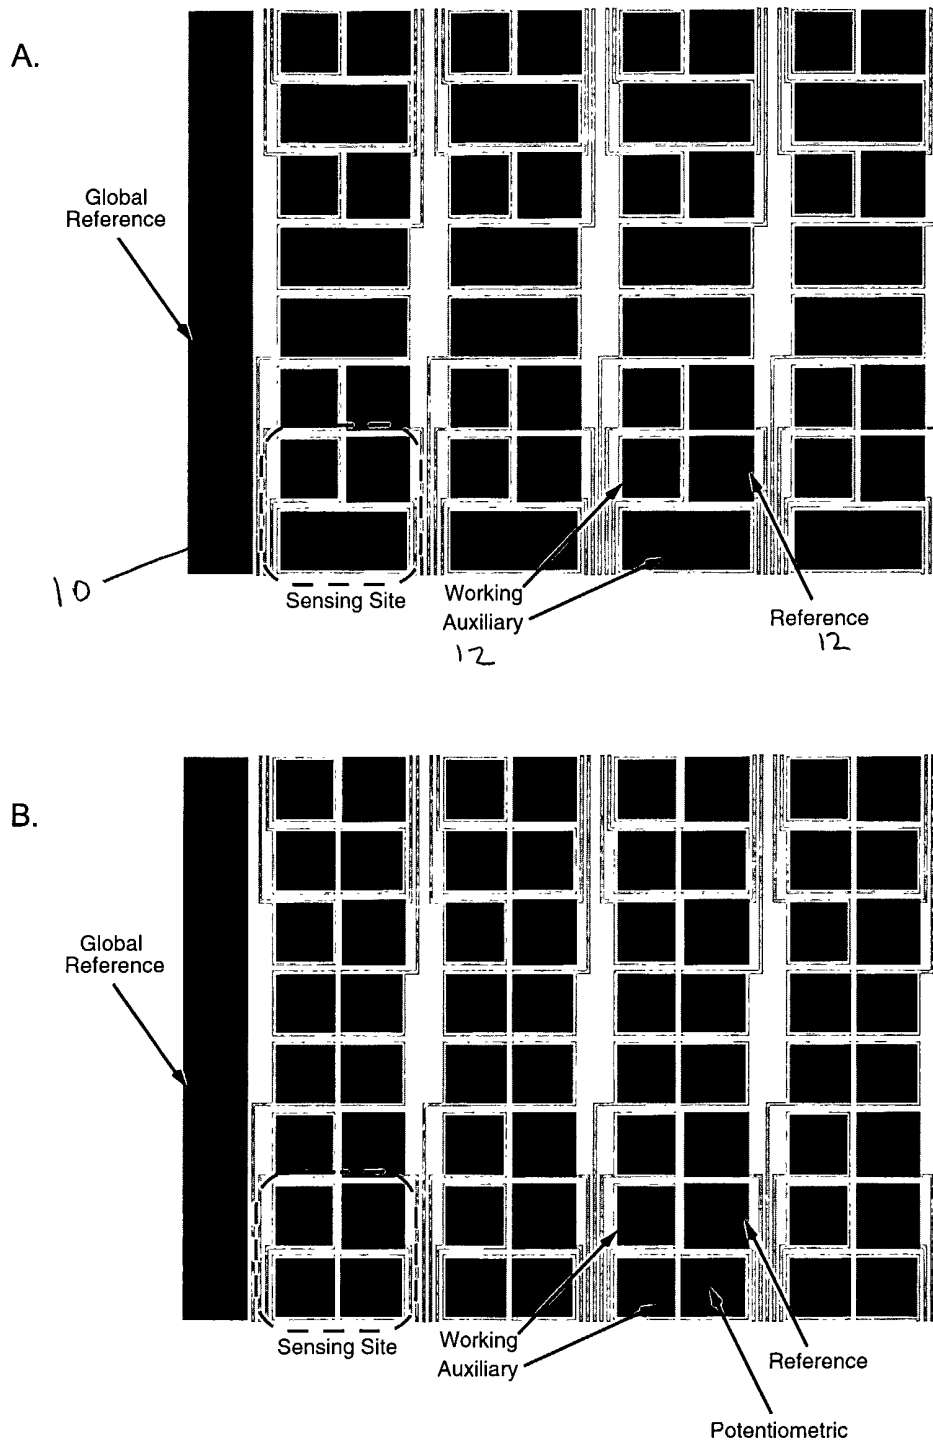 A.
Global
Reference
10
Sensing Site
Working
Auxiliary
12
Reference
12
B.
Global
Reference
Sensing Site
Working
Auxiliary
Reference
Potentiometric